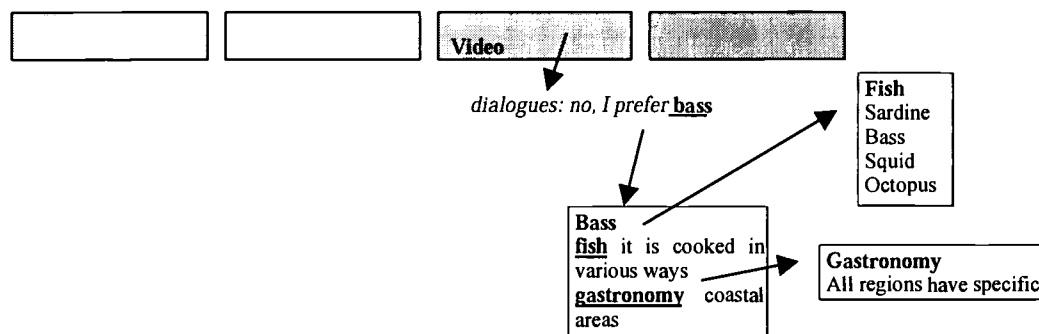 Video
dialogues: no, I prefer bass
Fish
Sardine
Bass
Squid
Octopus
Bass
fish it is cooked in
various ways
gastronomy coastal
areas
Gastronomy
All regions have specific